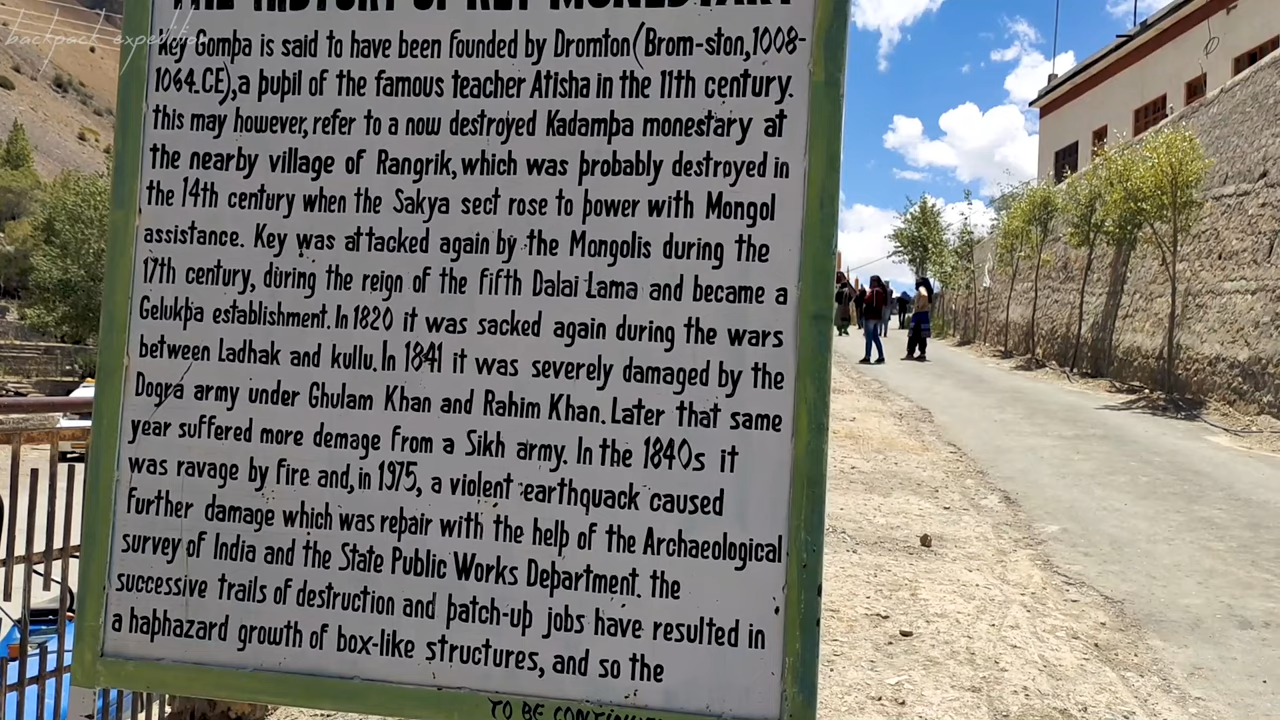 backpack expedition
THE HISTORY OF KEY MONESTARY
Key Gompa is said to have been founded by Dromton(Brom-ston,1008-
1064.CE),a pupil of the famous teacher Atisha in the 11th century.
this may however, refer to a now destroyed Kadampa monestary at
the nearby village of Rangrik, which was probably destroyed in
the 14th century when the Sakya sect rose to power with Mongol
assistance. Key was attacked again by the Mongolis during the
17th century, during the reign of the fifth Dalai Lama and became a
Gelukpa establishment. In 1820 it was sacked again during the wars
between Ladhak and kullu. In 1841 it was severely damaged by the
Dogra army under Ghulam Khan and Rahim Khan. Later that same
year suffered more demage from a Sikh army. In the 1840s it
was ravage by fire and, in 1975, a violent earthquack caused
further damage which was repair with the help of the Archaeological
survey of India and the State Public Works Department. the
successive trails of destruction and patch-up jobs have resulted in
a haphazard growth of box-like structures, and so the
TO BE